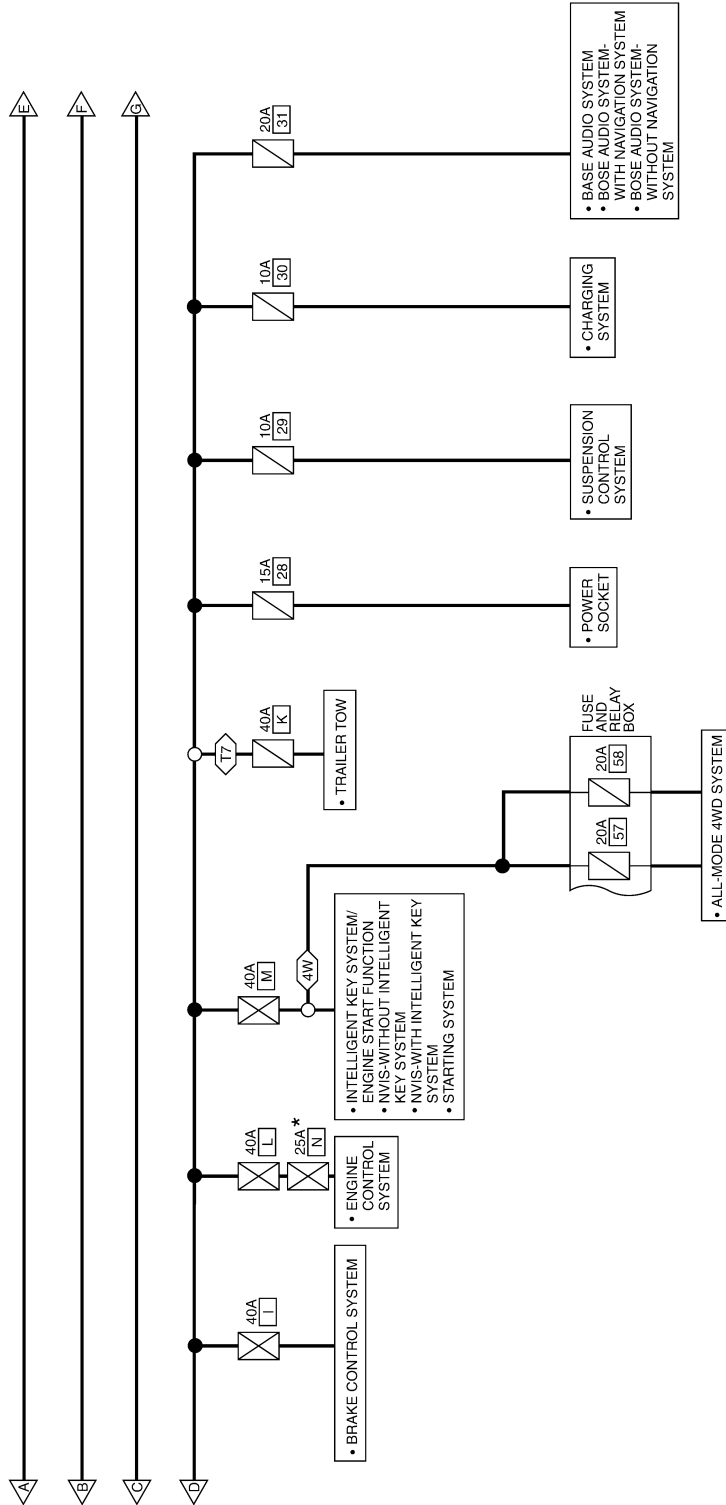 A
B
C
D
E
F
G
40A
I
• BRAKE CONTROL SYSTEM
40A
L
25A*
N
• ENGINE
CONTROL
SYSTEM
40A
M
4W
• INTELLIGENT KEY SYSTEM/
ENGINE START FUNCTION
• NVIS-WITHOUT INTELLIGENT
KEY SYSTEM
• NVIS-WITH INTELLIGENT KEY
SYSTEM
• STARTING SYSTEM
FUSE
AND
RELAY
BOX
20A
57
20A
58
• ALL-MODE 4WD SYSTEM
T7
40A
K
• TRAILER TOW
15A
28
• POWER
SOCKET
10A
29
• SUSPENSION
CONTROL
SYSTEM
10A
30
• CHARGING
SYSTEM
20A
31
• BASE AUDIO SYSTEM
• BOSE AUDIO SYSTEM-
WITH NAVIGATION SYSTEM
• BOSE AUDIO SYSTEM-
WITHOUT NAVIGATION
SYSTEM